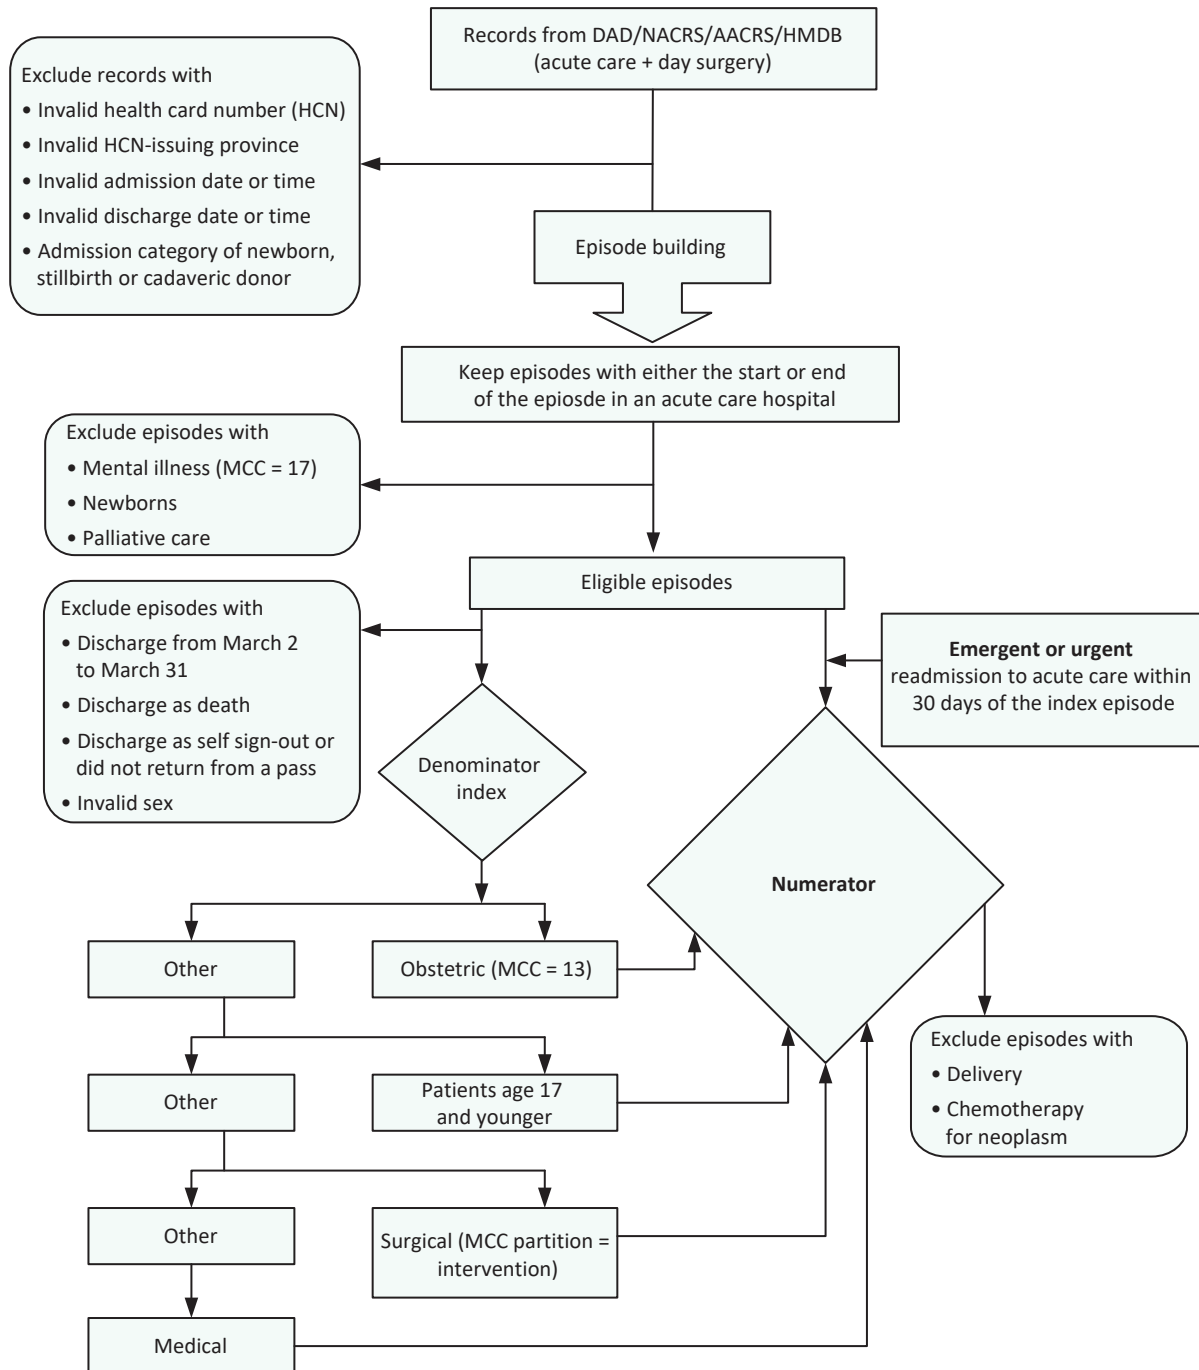 Records from DAD/NACRS/AACRS/HMDB
(acute care + day surgery)
Exclude records with
• Invalid health card number (HCN)
• Invalid HCN-issuing province
• Invalid admission date or time
• Invalid discharge date or time
• Admission category of newborn,
stillbirth or cadaveric donor
Episode building
Keep episodes with either the start or end
of the epiosde in an acute care hospital
Exclude episodes with
• Mental illness (MCC = 17)
• Newborns
• Palliative care
Eligible episodes
Exclude episodes with
• Discharge from March 2
to March 31
• Discharge as death
• Discharge as self sign-out or
did not return from a pass
• Invalid sex
Emergent or urgent
readmission to acute care within
30 days of the index episode
Denominator
index
Numerator
Other
Obstetric (MCC = 13)
Other
Patients age 17
and younger
Exclude episodes with
• Delivery
• Chemotherapy
for neoplasm
Other
Surgical (MCC partition =
intervention)
Medical